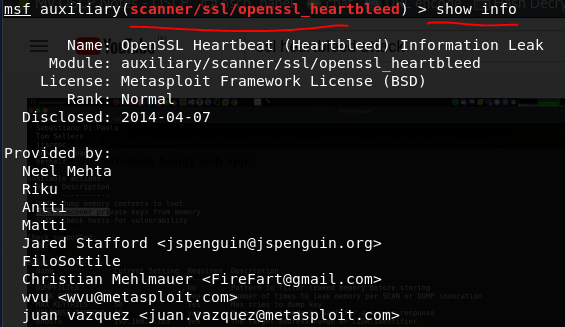 msf auxiliary(scanner/ssl/openssl_heartbleed) > show info
Name: OpenSSL Heartbeat (Heartbleed) Information Leak
Module: auxiliary/scanner/ssl/openssl_heartbleed
License: Metasploit Framework License (BSD)
Rank: Normal
Disclosed: 2014-04-07
Provided by:
Neel Mehta
Riku
Antti
Matti
Jared Stafford <jspenguin@jspenguin.org>
FiloSottile
Christian Mehlmauer <FireFart@gmail.com>
wvu <wvu@metasploit.com>
juan vazquez <juan.vazquez@metasploit.com>